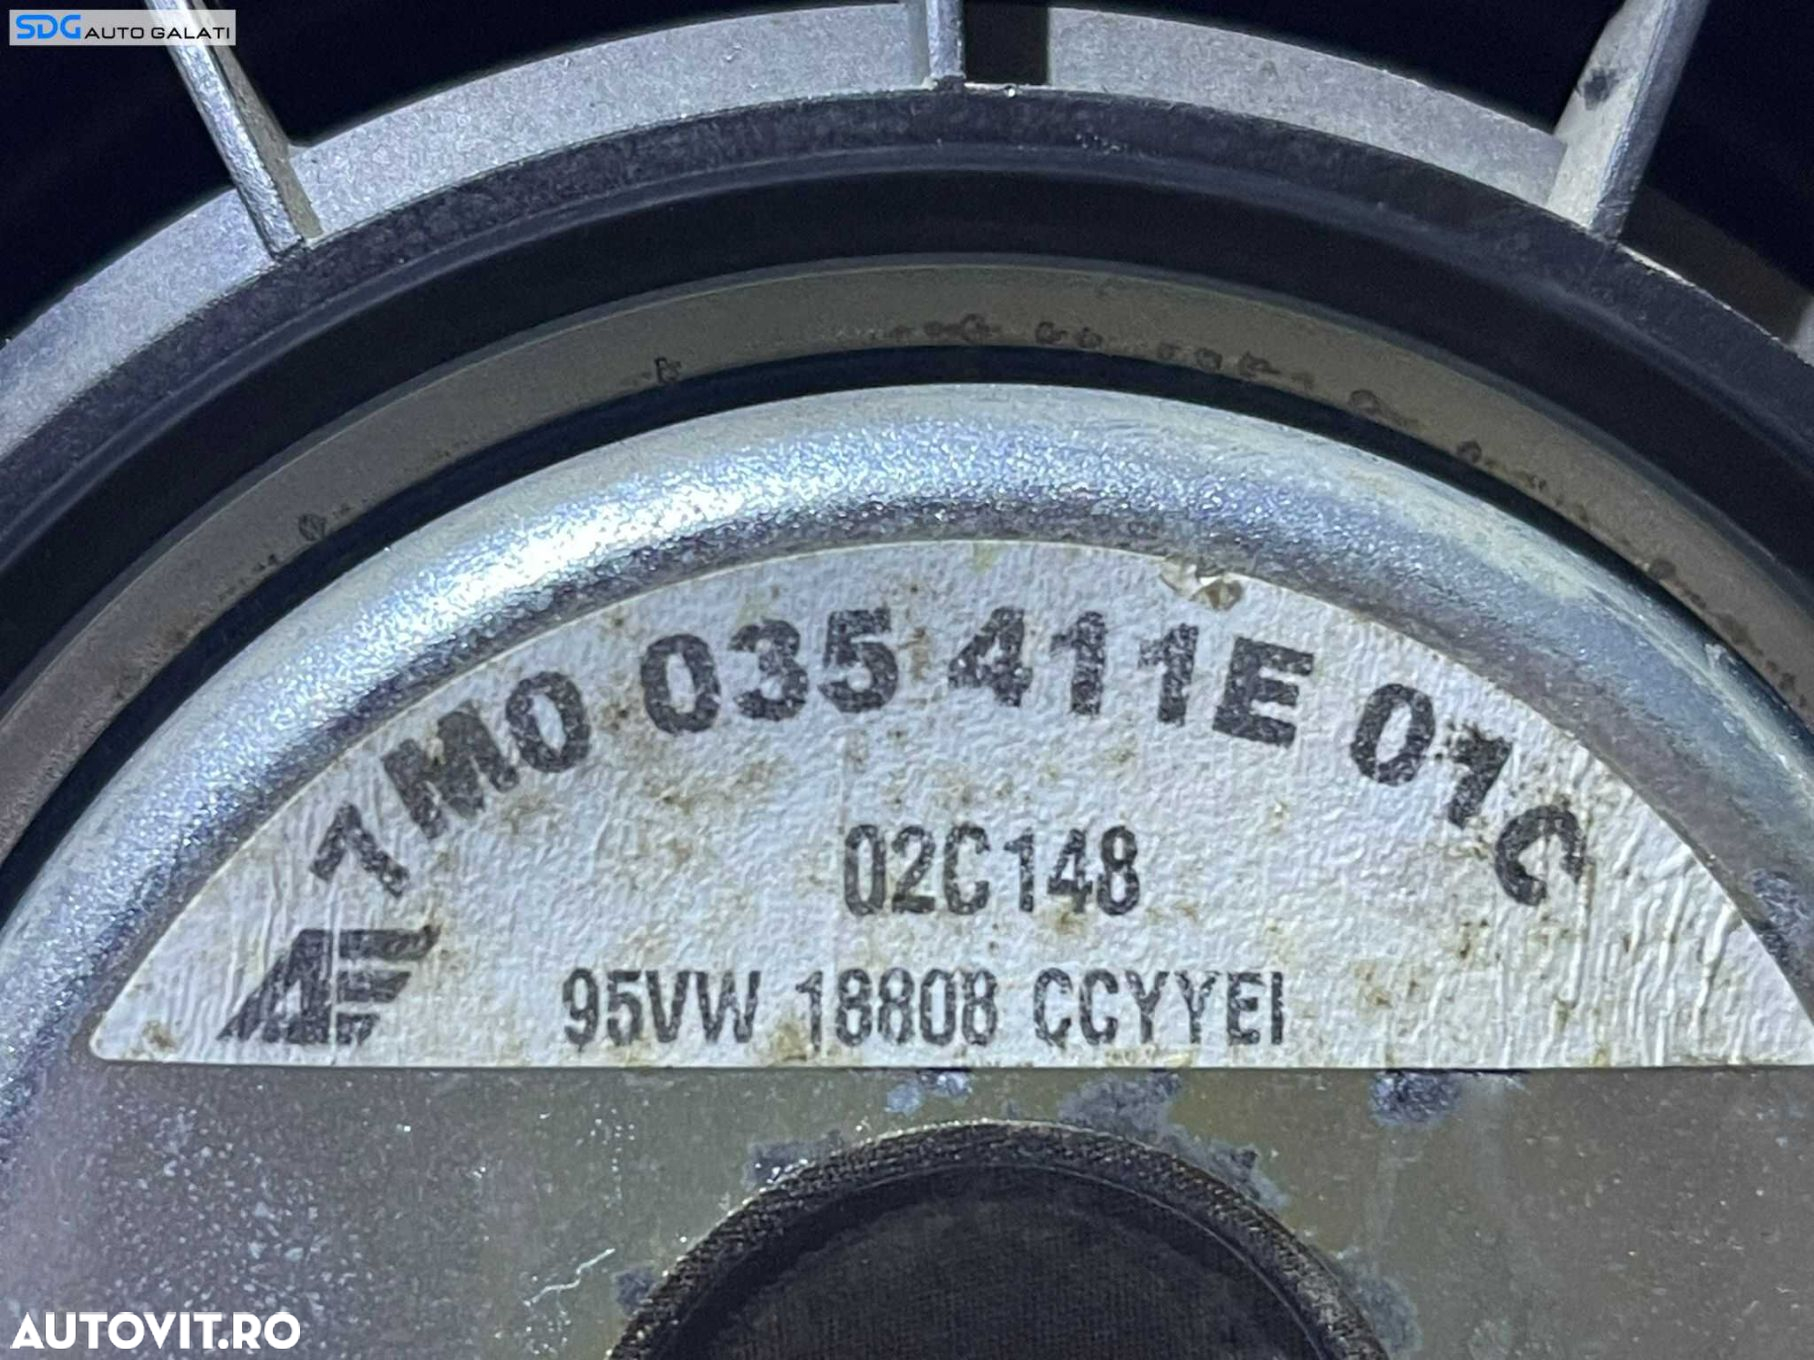 SDG AUTO GALATI
7M0 035 411E 01C
02C148
95VW 18808 CCYYEI
AUTOVIT.RO